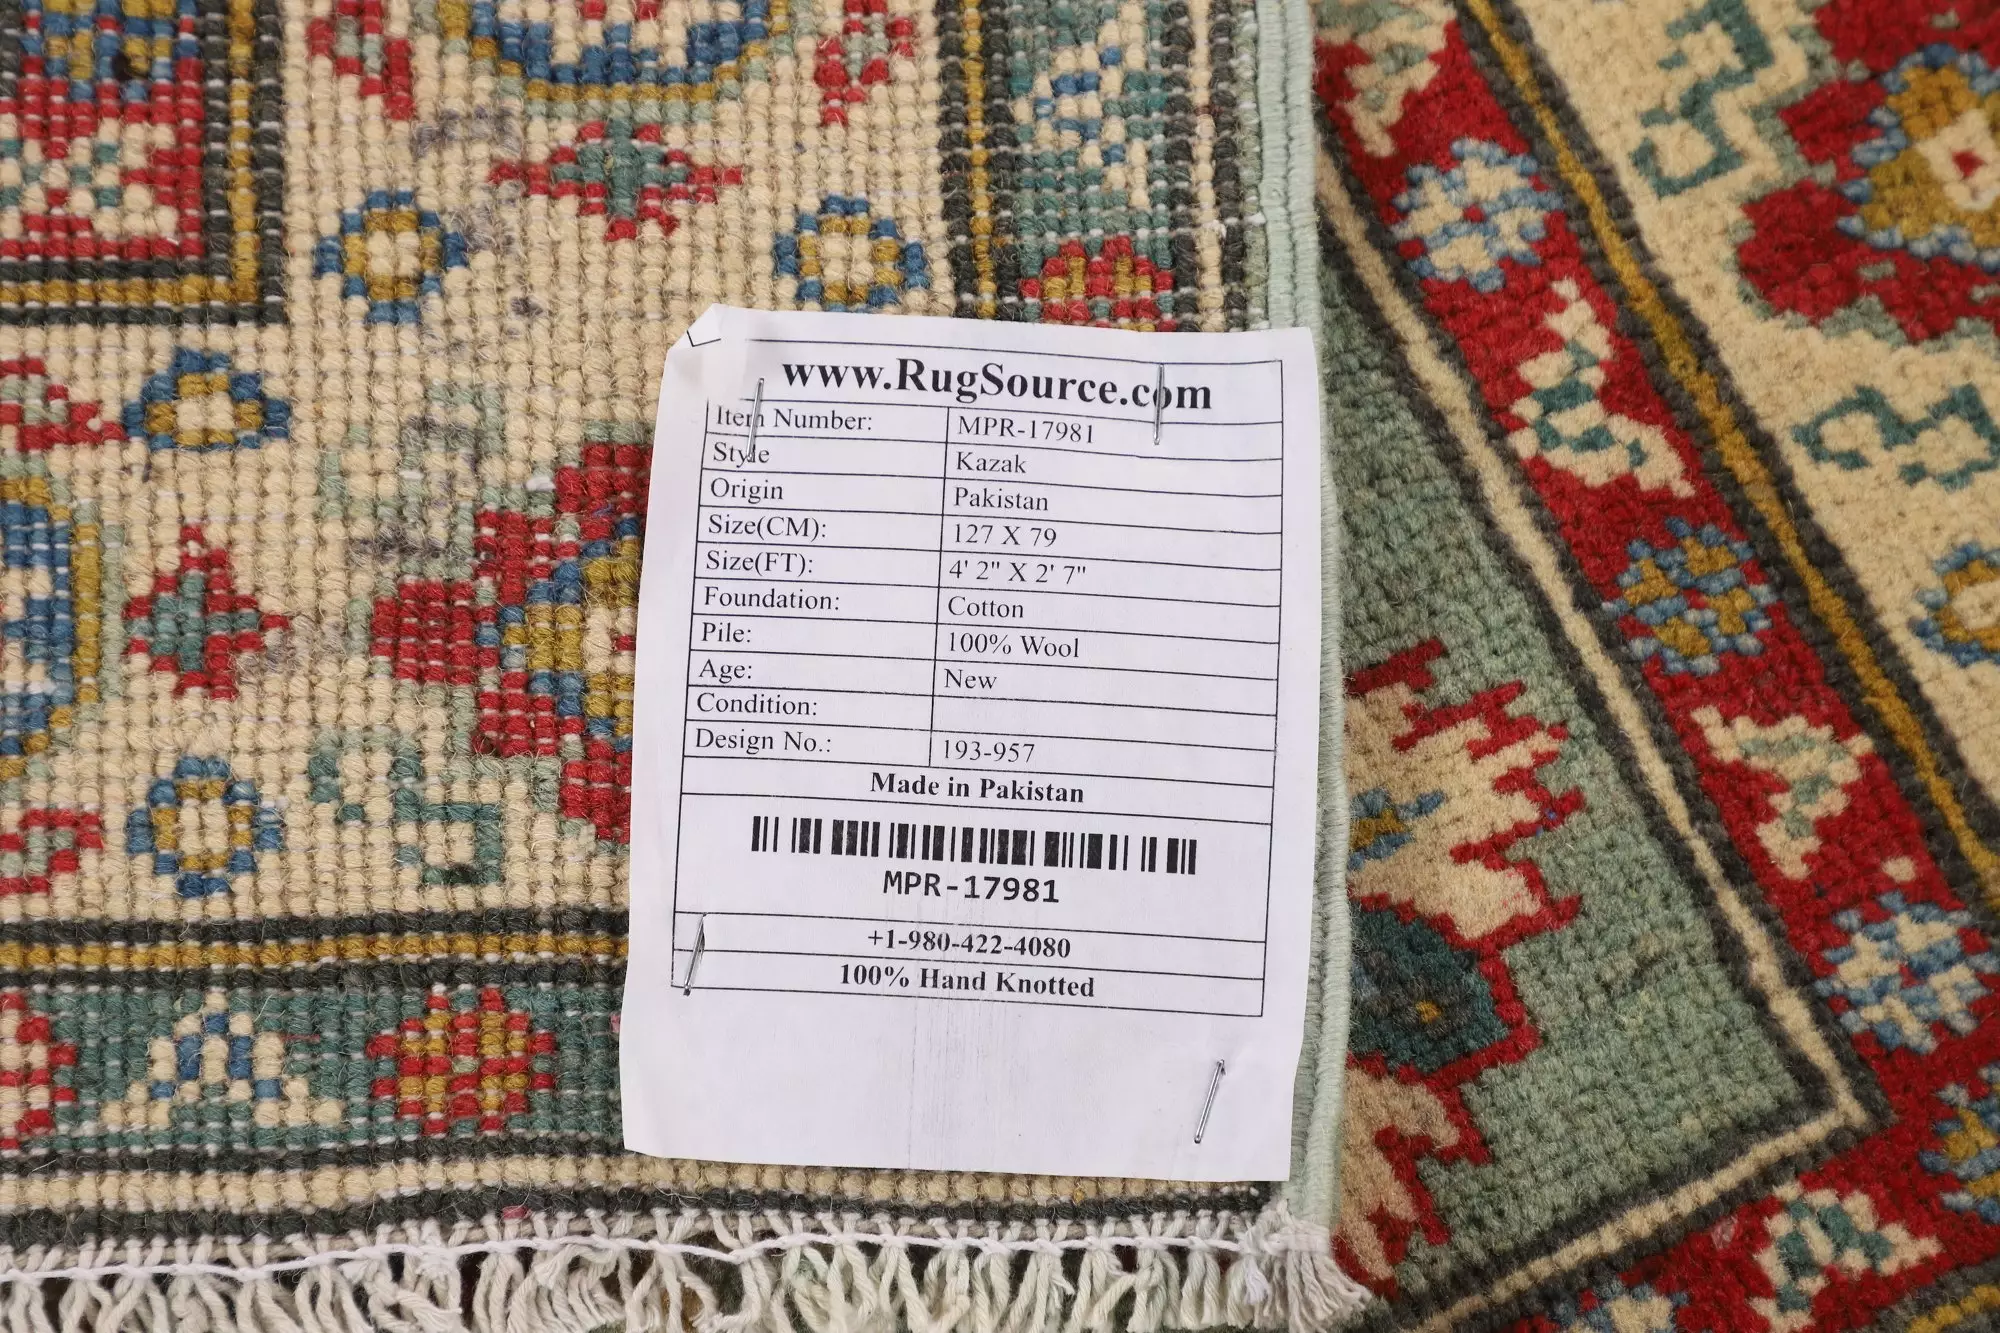 www.RugSource.com
Item Number: MPR-17981
Style Kazak
Origin Pakistan
Size(CM): 127 X 79
Size(FT): 4' 2" X 2' 7"
Foundation: Cotton
Pile: 100% Wool
Age: New
Condition:
Design No.: 193-957
Made in Pakistan
MPR-17981
+1-980-422-4080
100% Hand Knotted